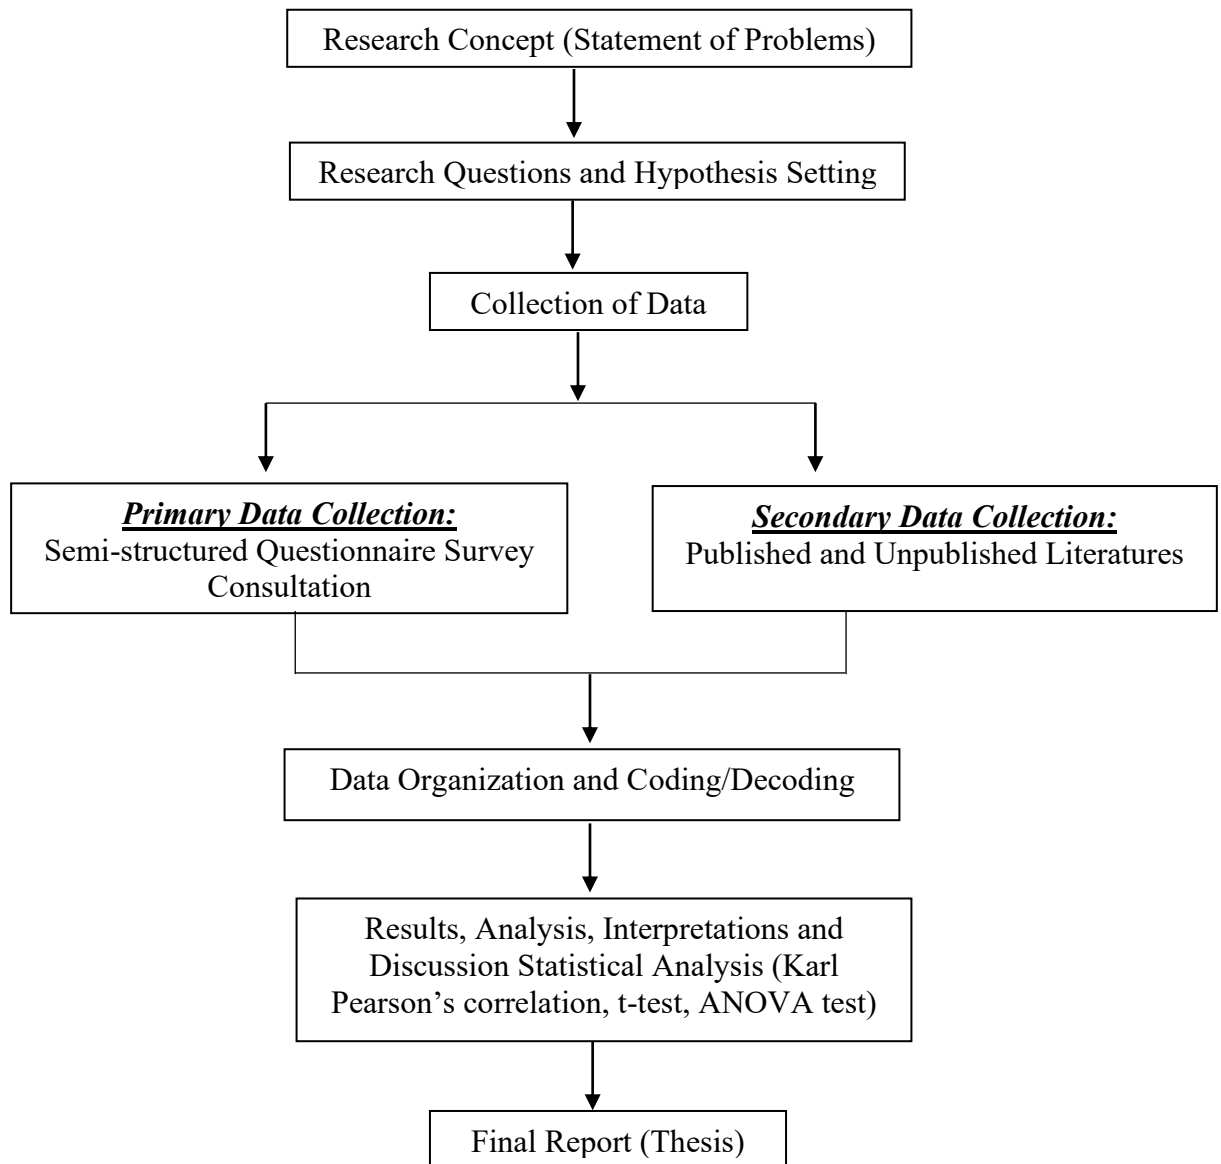 Research Concept (Statement of Problems)
Research Questions and Hypothesis Setting
Collection of Data
Primary Data Collection:
Semi-structured Questionnaire Survey
Consultation
Secondary Data Collection:
Published and Unpublished Literatures
Data Organization and Coding/Decoding
Results, Analysis, Interpretations and
Discussion Statistical Analysis (Karl
Pearson’s correlation, t-test, ANOVA test)
Final Report (Thesis)